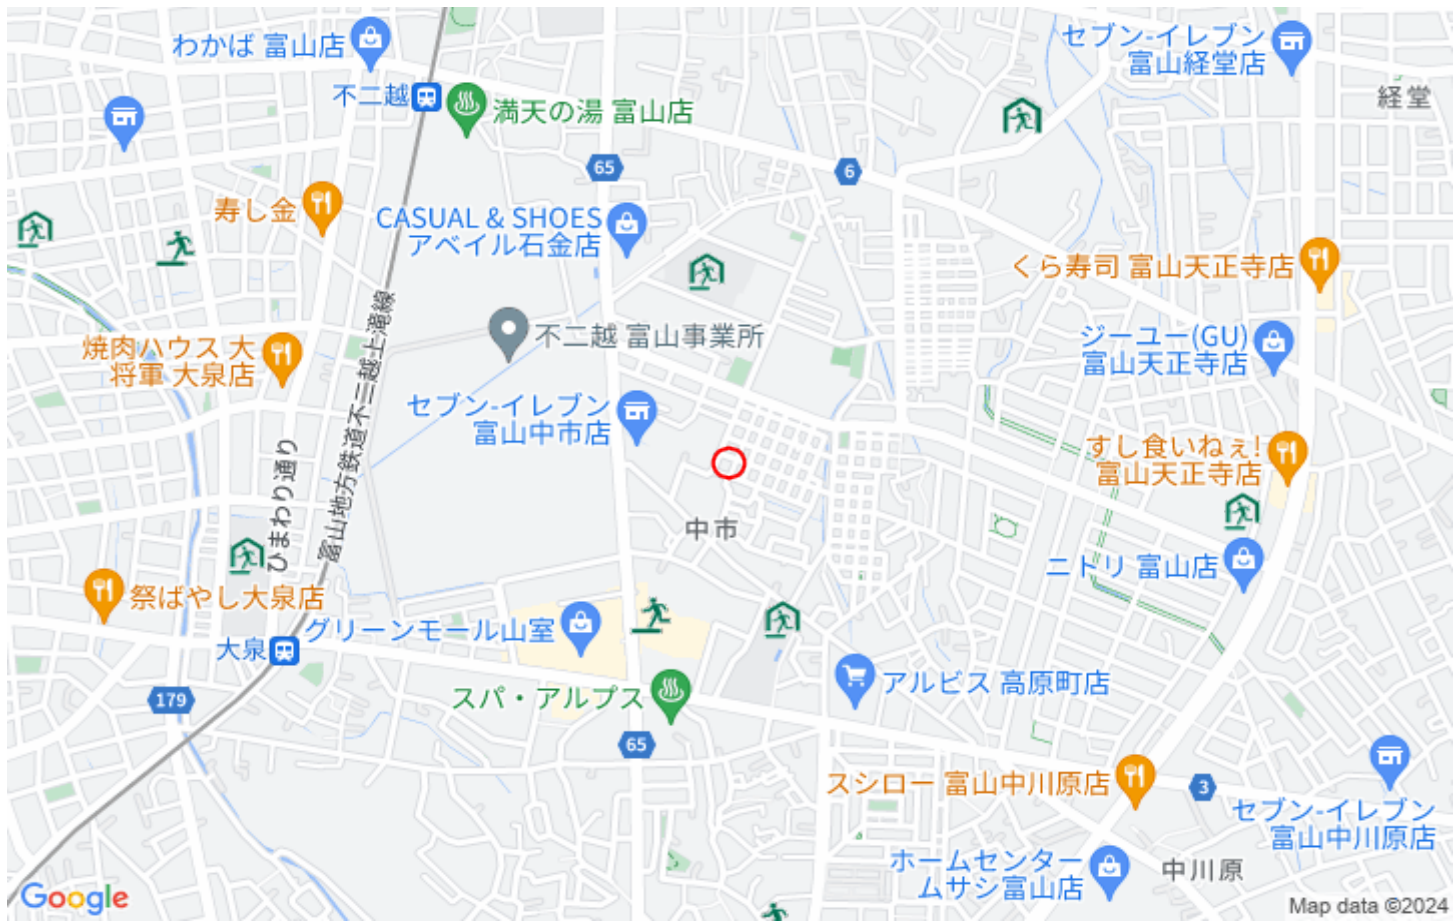 わかば 富山店
セブン-イレブン
富山経堂店
不二越
満天の湯 富山店
経堂
65
6
寿し金
CASUAL & SHOES
アベイル石金店
くら寿司 富山天正寺店
不二越 富山事業所
ジーユー(GU)
富山天正寺店
焼肉ハウス 大
将軍 大泉店
富山地方鉄道不二越上滝線
セブン-イレブン
富山中市店
ひまわり通り
すし食いねぇ!
富山天正寺店
中市
ニトリ 富山店
祭ばやし大泉店
グリーンモール山室
大泉
スパ・アルプス
アルビス 高原町店
179
65
スシロー 富山中川原店
3
セブン-イレブン
富山中川原店
ホームセンター
ムサシ富山店
中川原
Google
Map data ©2024